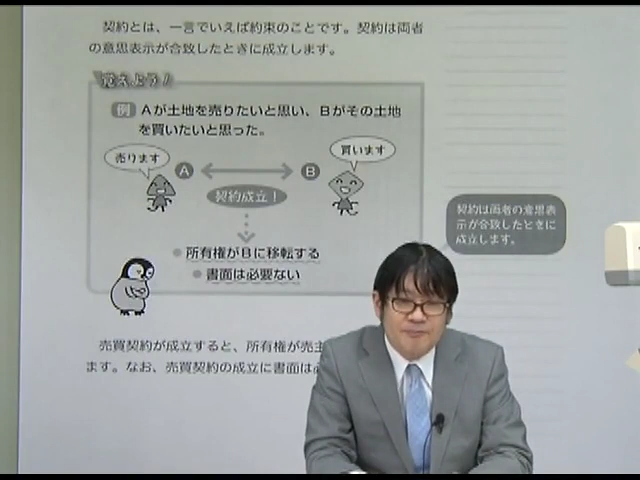 契約とは、一言でいえば約束のことです。契約は両者
の意思表示が合致したときに成立します。
覚えよう！
例 Aが土地を売りたいと思い、Bがその土地
を買いたいと思った。
売ります
買います
A B
契約成立！
契約は両者の意思表
示が合致したときに
成立します。
●所有権がBに移転する
●書面は必要ない
売買契約が成立すると、所有権が売主
ます。なお、売買契約の成立に書面は